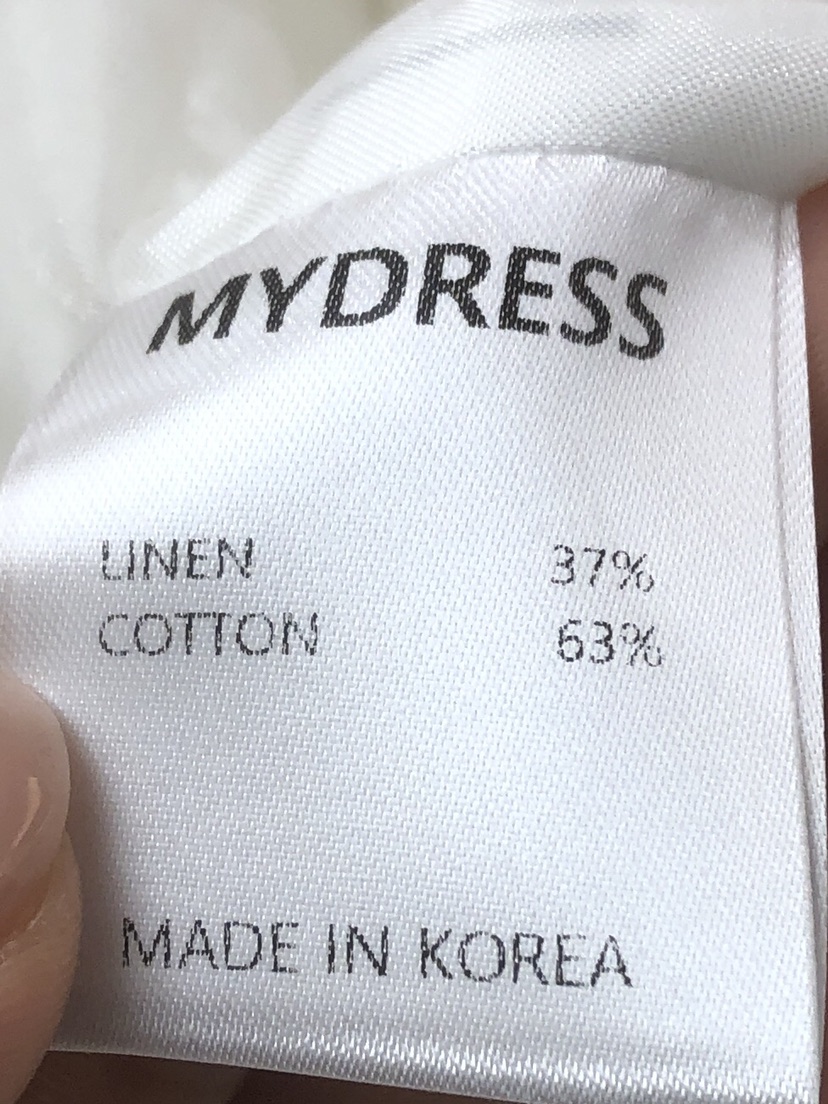 MYDRESS
LINEN 37%
COTTON 63%
MADE IN KOREA